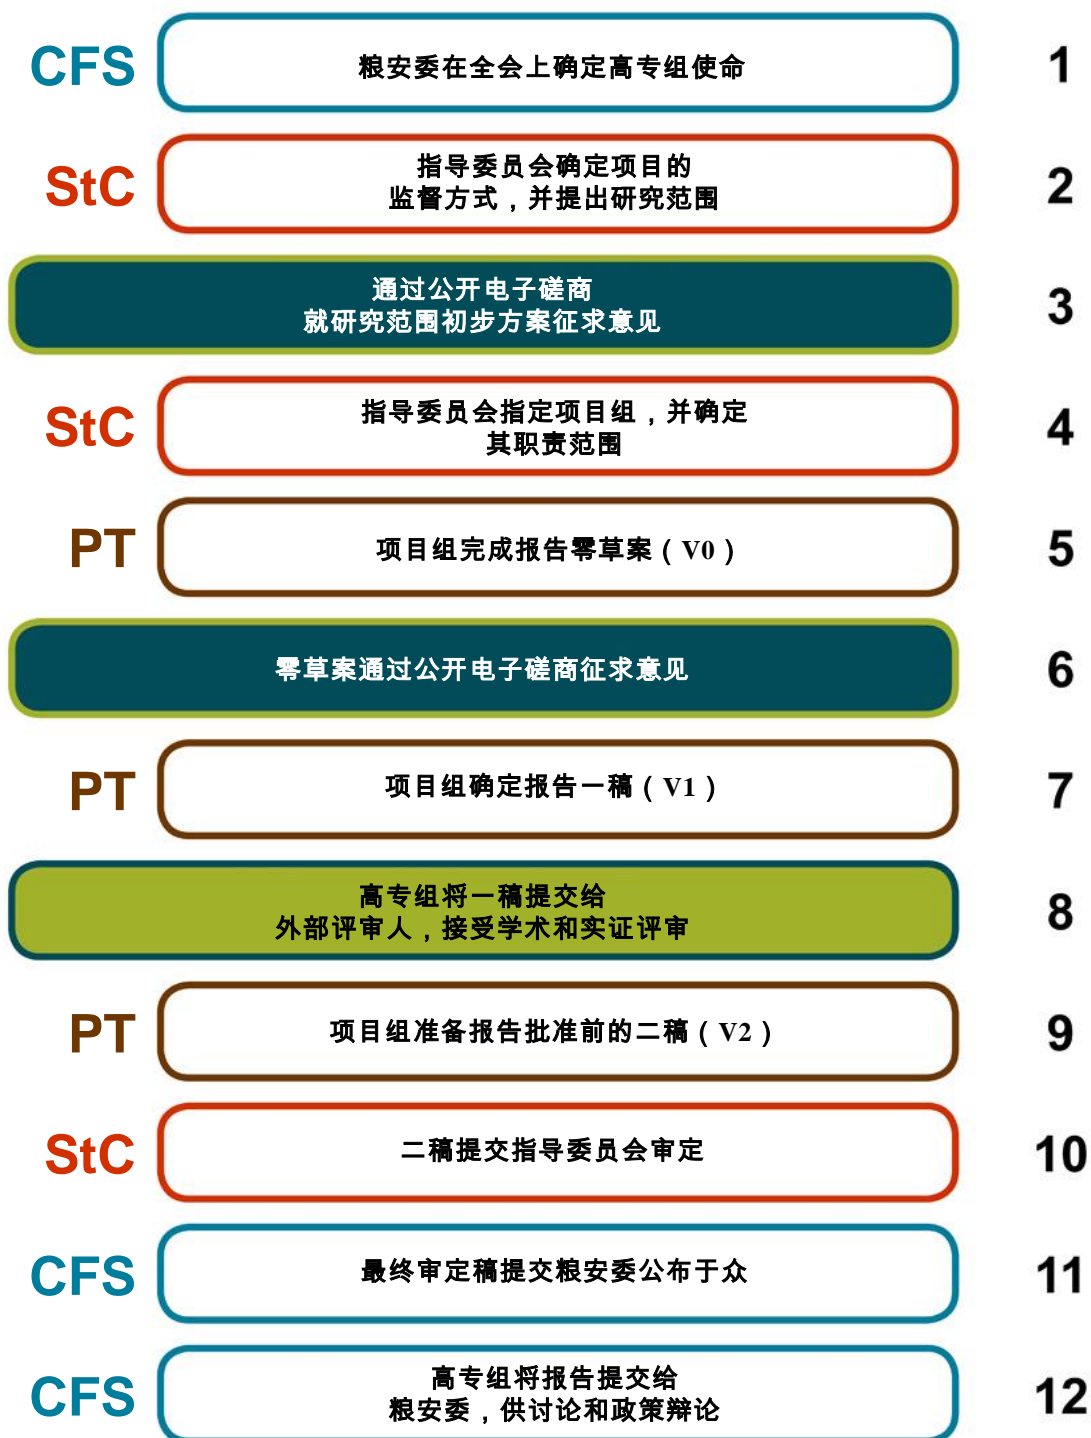 CFS
粮安委在全会上确定高专组使命
1
StC
指导委员会确定项目的
监督方式，并提出研究范围
2
通过公开电子磋商
就研究范围初步方案征求意见
3
StC
指导委员会指定项目组，并确定
其职责范围
4
PT
项目组完成报告零草案（V0）
5
零草案通过公开电子磋商征求意见
6
PT
项目组确定报告一稿（V1）
7
高专组将一稿提交给
外部评审人，接受学术和实证评审
8
PT
项目组准备报告批准前的二稿（V2）
9
StC
二稿提交指导委员会审定
10
CFS
最终审定稿提交粮安委公布于众
11
CFS
高专组将报告提交给
粮安委，供讨论和政策辩论
12